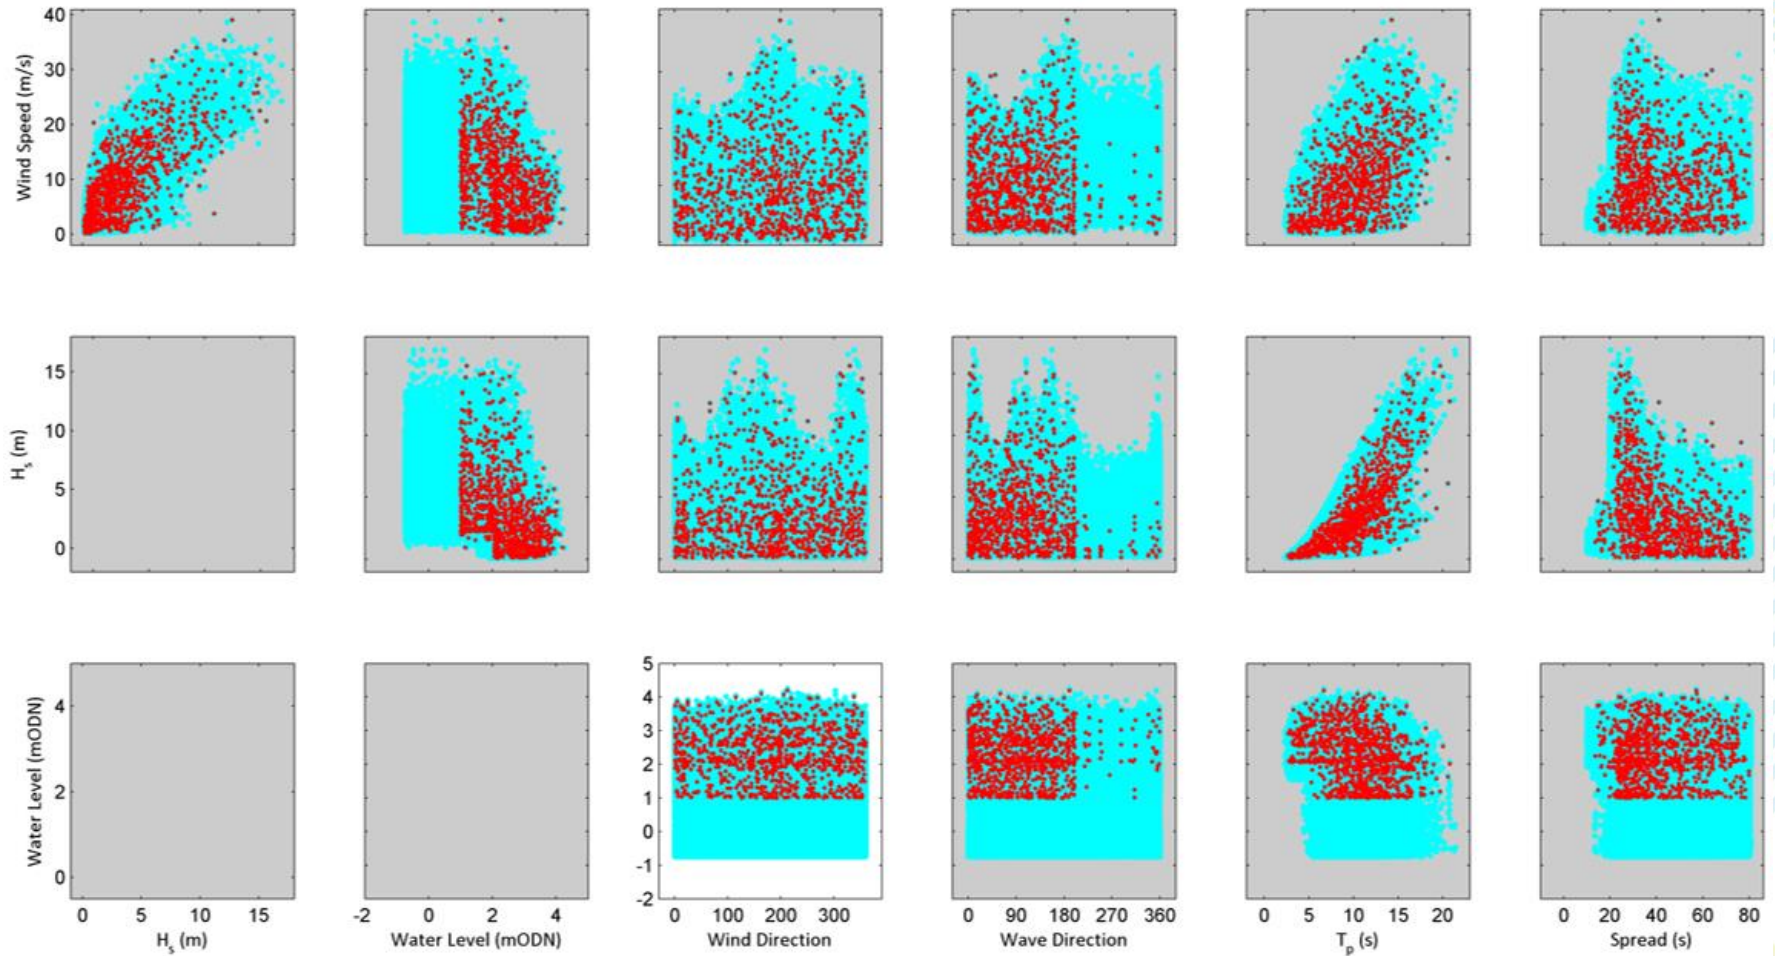 40
30
20
10
0
Wind Speed (m/s)
15
10
5
0
H_s (m)
5
4
3
2
1
0
-1
-2
4
2
0
Water Level (mODN)
0 5 10 15
-2 0 2 4
0 100 200 300
0 90 180 270 360
0 5 10 15 20
0 20 40 60 80
H_s (m)
Water Level (mODN)
Wind Direction
Wave Direction
T_p (s)
Spread (s)